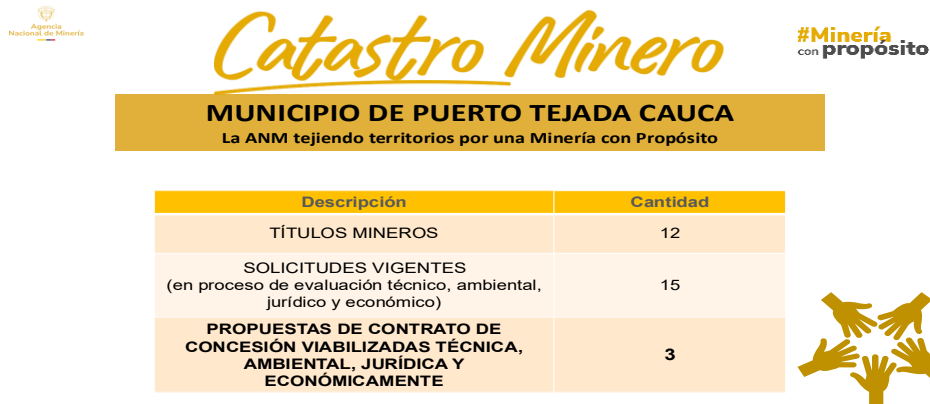 Agencia
Nacional de Minería
Catastro Minero
#Minería
con propósito
MUNICIPIO DE PUERTO TEJADA CAUCA
La ANM tejiendo territorios por una Minería con Propósito
Descripción Cantidad
TÍTULOS MINEROS 12
SOLICITUDES VIGENTES
(en proceso de evaluación técnico, ambiental,
jurídico y económico)
15
PROPUESTAS DE CONTRATO DE
CONCESIÓN VIABILIZADAS TÉCNICA,
AMBIENTAL, JURÍDICA Y
ECONÓMICAMENTE
3